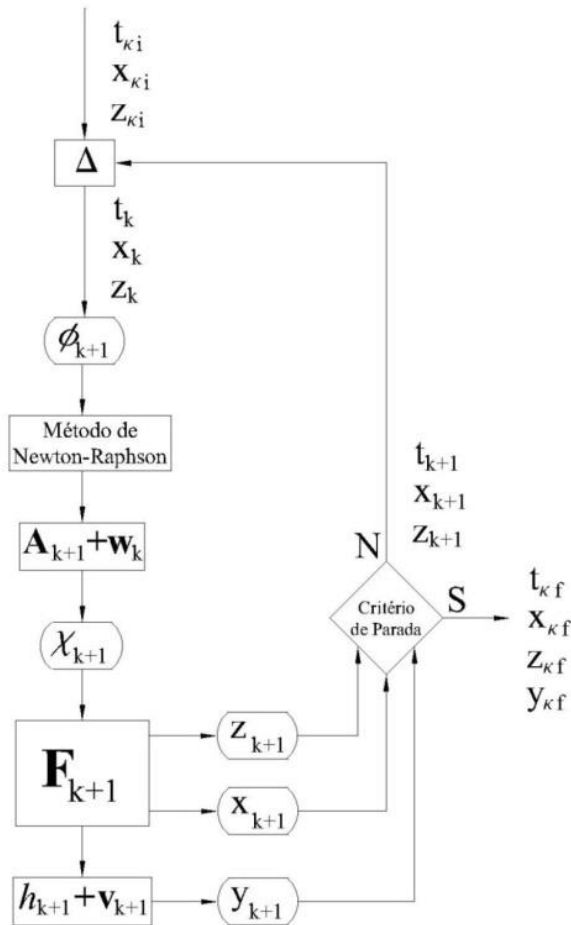 t_κi
x_κi
z_κi
Δ
t_k
x_k
z_k
ϕ_k+1
Método de
Newton-Raphson
A_k+1+w_k
χ_k+1
F_k+1
h_k+1+v_k+1
z_k+1
x_k+1
y_k+1
t_k+1
x_k+1
z_k+1
N
Critério
de Parada
S
t_κf
x_κf
z_κf
y_κf